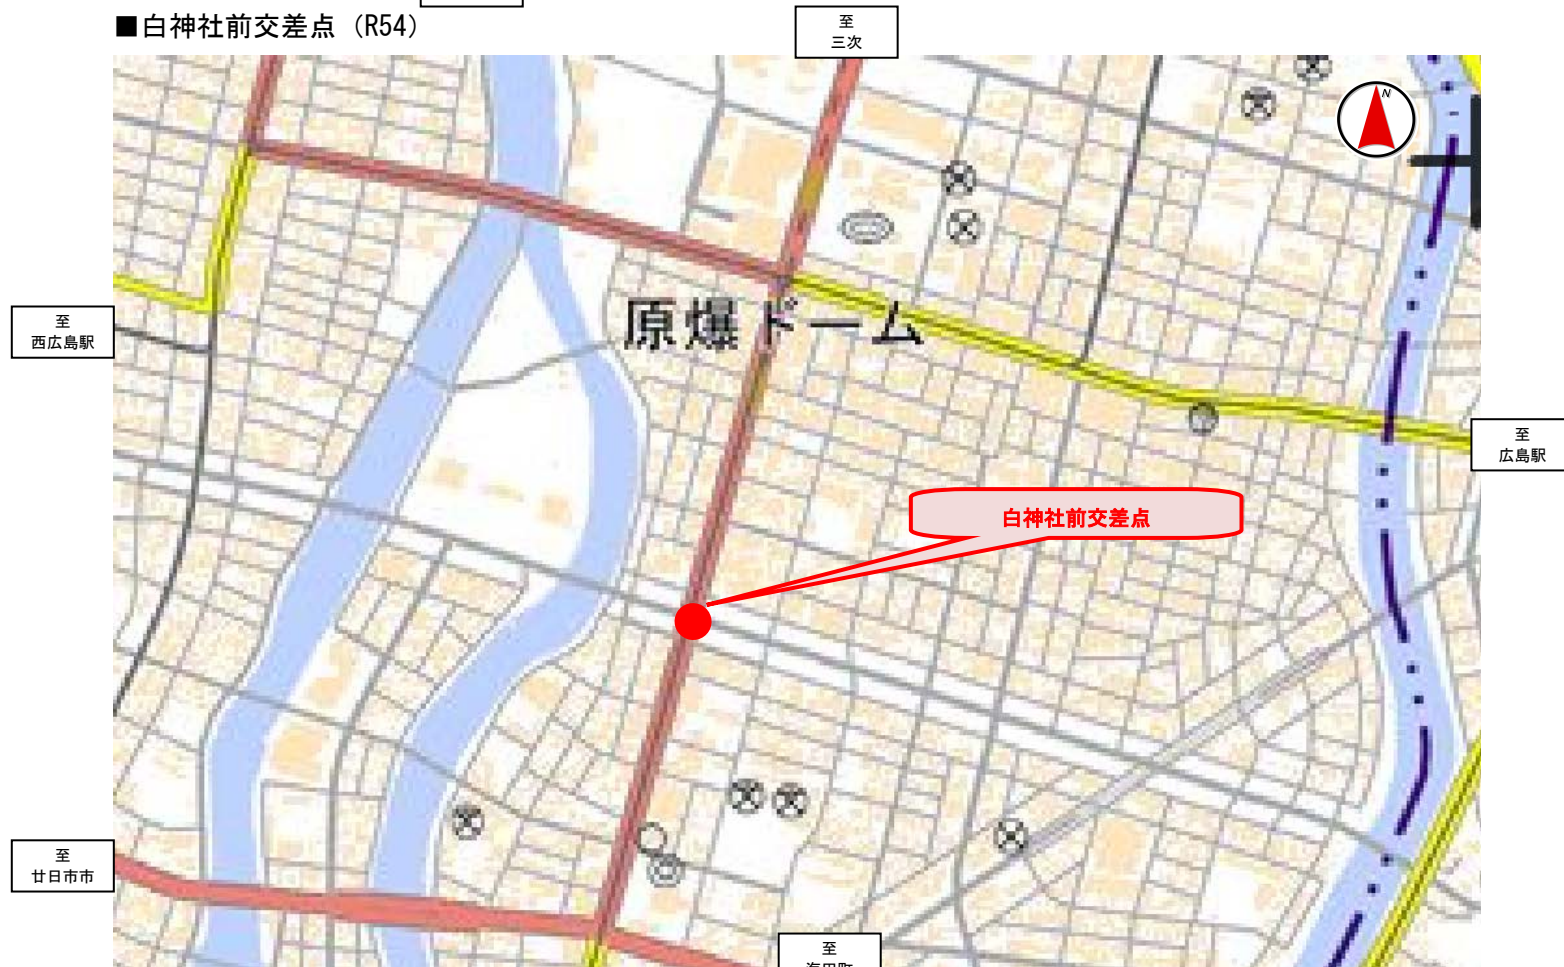 ■白神社前交差点（R54）
至
三次
N
原爆ドーム
至
西広島駅
至
広島駅
白神社前交差点
至
廿日市市
至